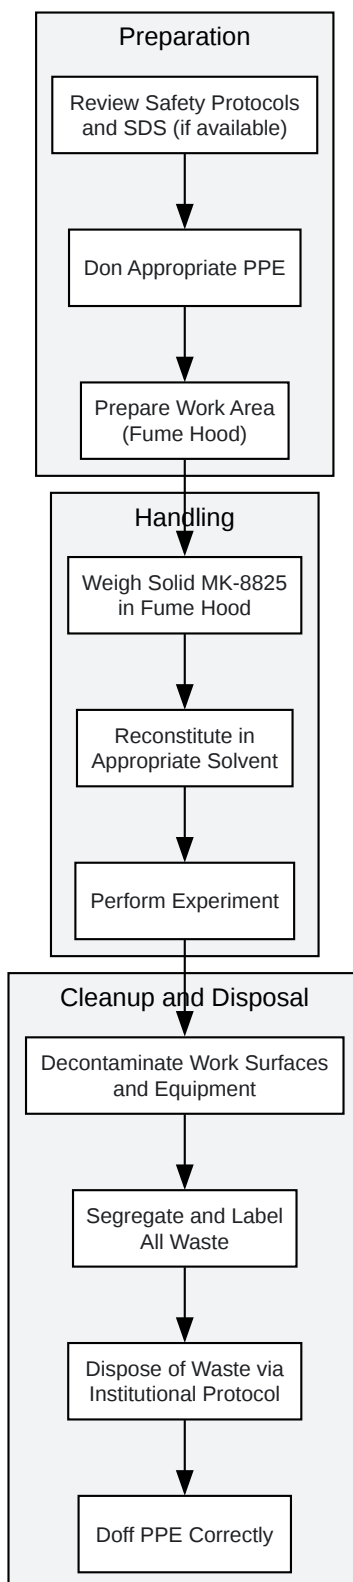 Preparation
Review Safety Protocols
and SDS (if available)
Don Appropriate PPE
Prepare Work Area
(Fume Hood)
Handling
Weigh Solid MK-8825
in Fume Hood
Reconstitute in
Appropriate Solvent
Perform Experiment
Cleanup and Disposal
Decontaminate Work Surfaces
and Equipment
Segregate and Label
All Waste
Dispose of Waste via
Institutional Protocol
Doff PPE Correctly